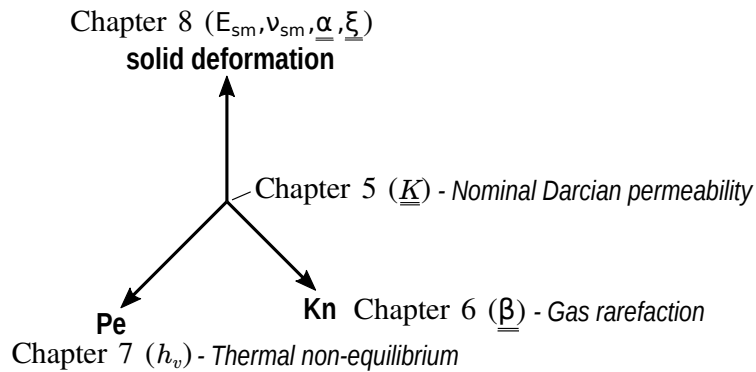 Chapter 8 (E_sm,ν_sm,α,ξ)
solid deformation
Chapter 5 (K) - Nominal Darcian permeability
Kn Chapter 6 (β) - Gas rarefaction
Pe
Chapter 7 (h_v) - Thermal non-equilibrium